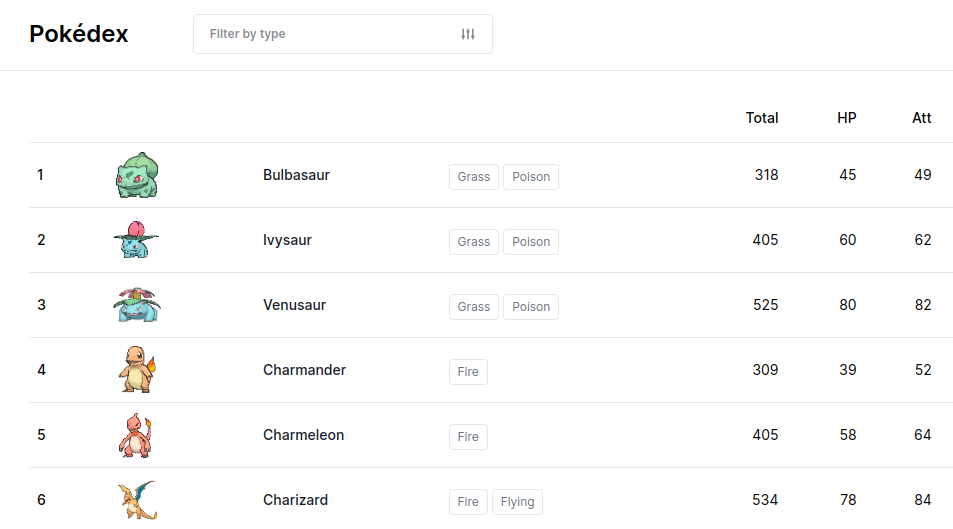 Pokédex Filter by type
Total HP Att
1 Bulbasaur Grass Poison 318 45 49
2 Ivysaur Grass Poison 405 60 62
3 Venusaur Grass Poison 525 80 82
4 Charmander Fire 309 39 52
5 Charmeleon Fire 405 58 64
6 Charizard Fire Flying 534 78 84